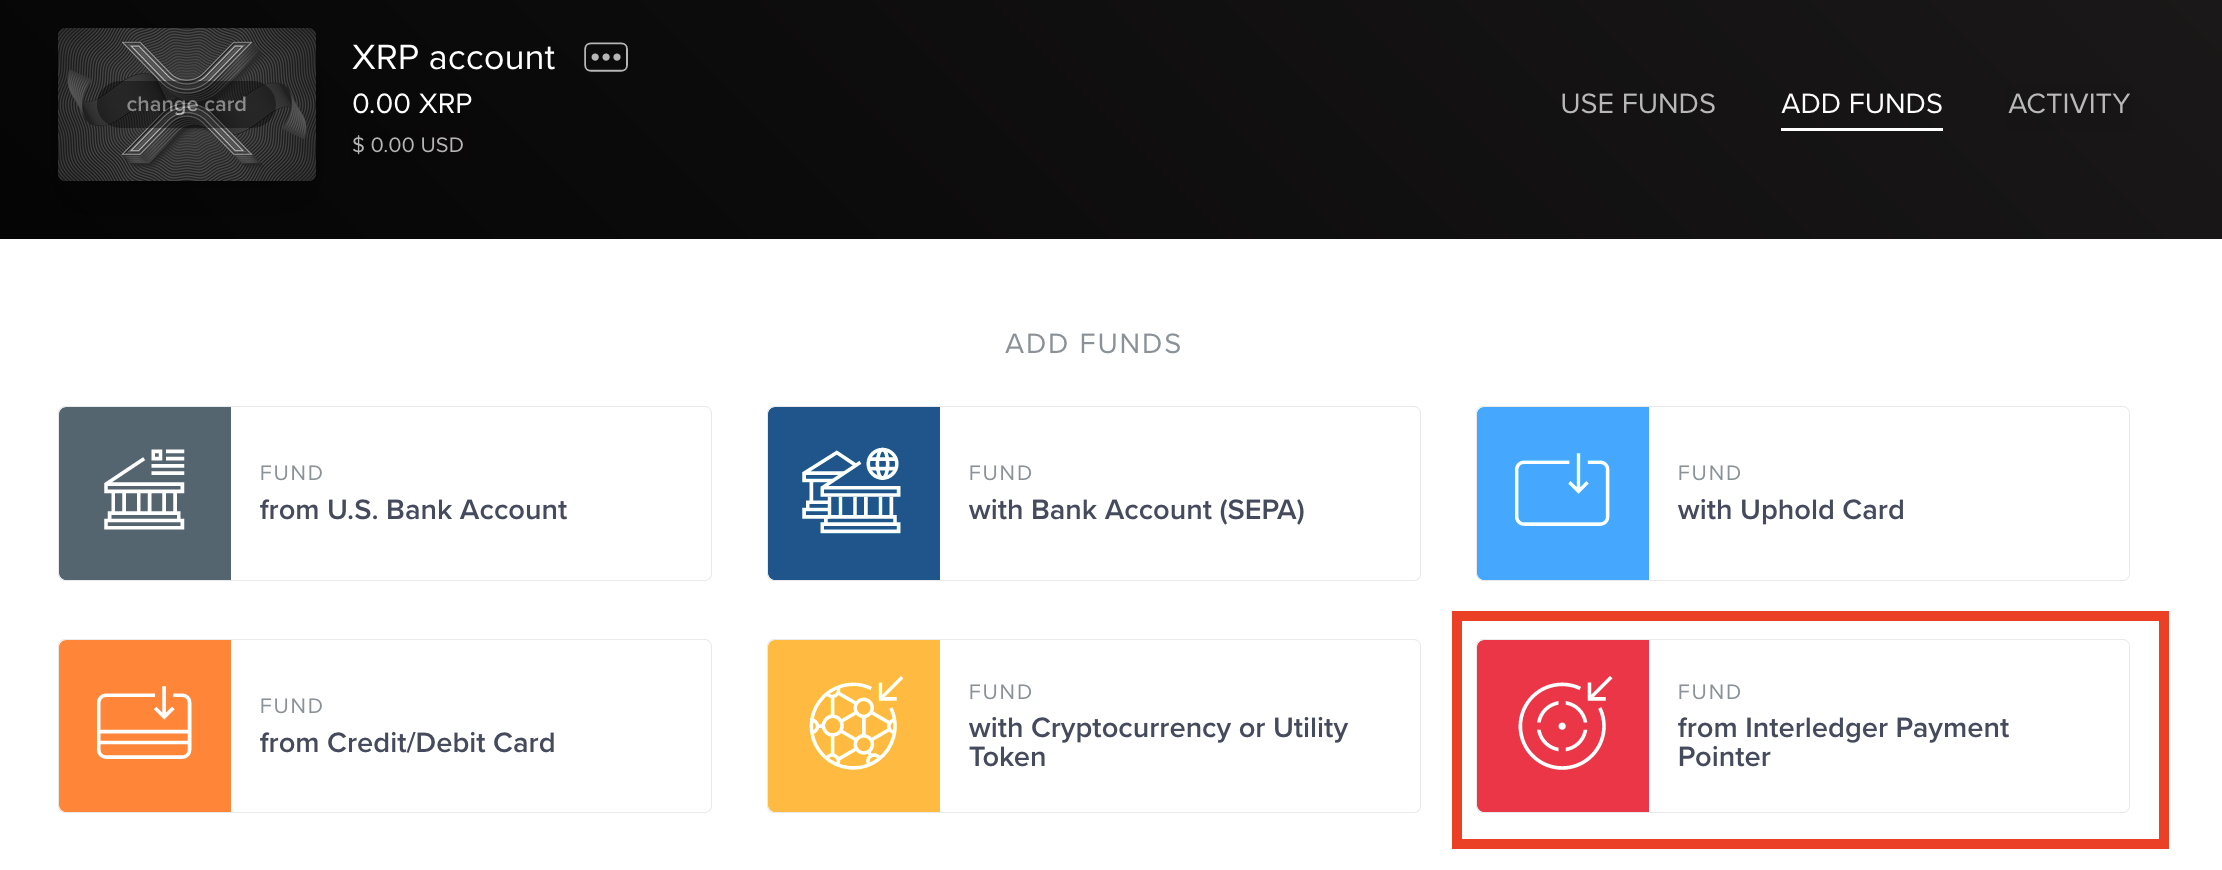 XRP account
change card
0.00 XRP
$ 0.00 USD
USE FUNDS
ADD FUNDS
ACTIVITY
ADD FUNDS
FUND
from U.S. Bank Account
FUND
with Bank Account (SEPA)
FUND
with Uphold Card
FUND
from Credit/Debit Card
FUND
with Cryptocurrency or Utility
Token
FUND
from Interledger Payment
Pointer